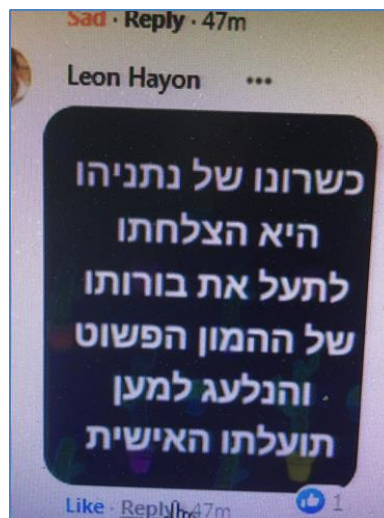 Sad · Reply · 47m
Leon Hayon ...
כשרונו של נתניהו
היא הצלחתו
לתעל את בורותו
של ההמון הפשוט
והנלעג למען
תועלתו האישית
Like · Reply 47m 1